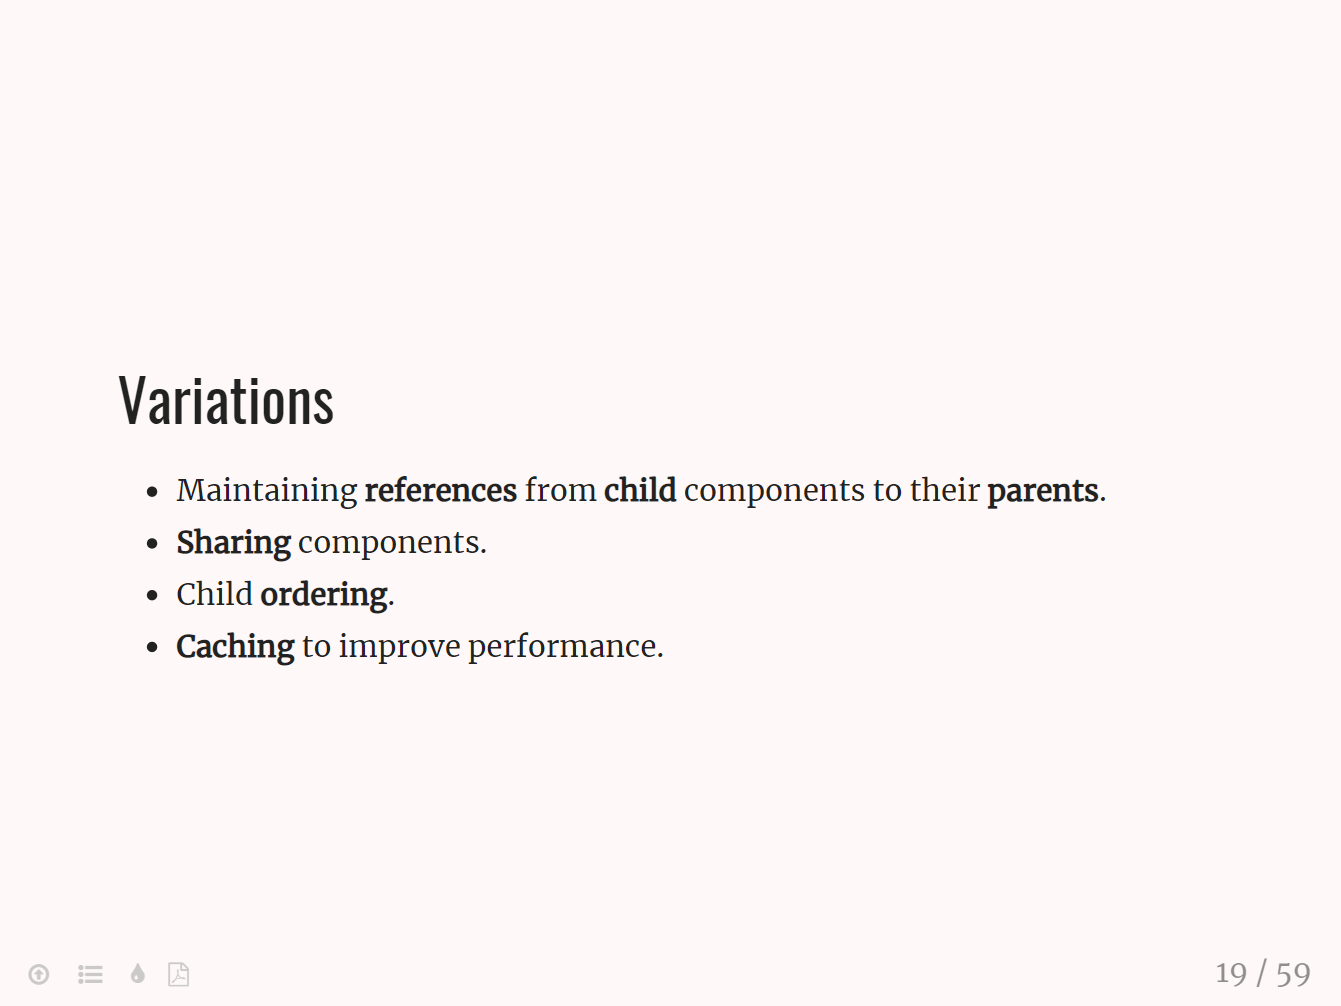 Variations
• Maintaining references from child components to their parents.
• Sharing components.
• Child ordering.
• Caching to improve performance.
19 / 59